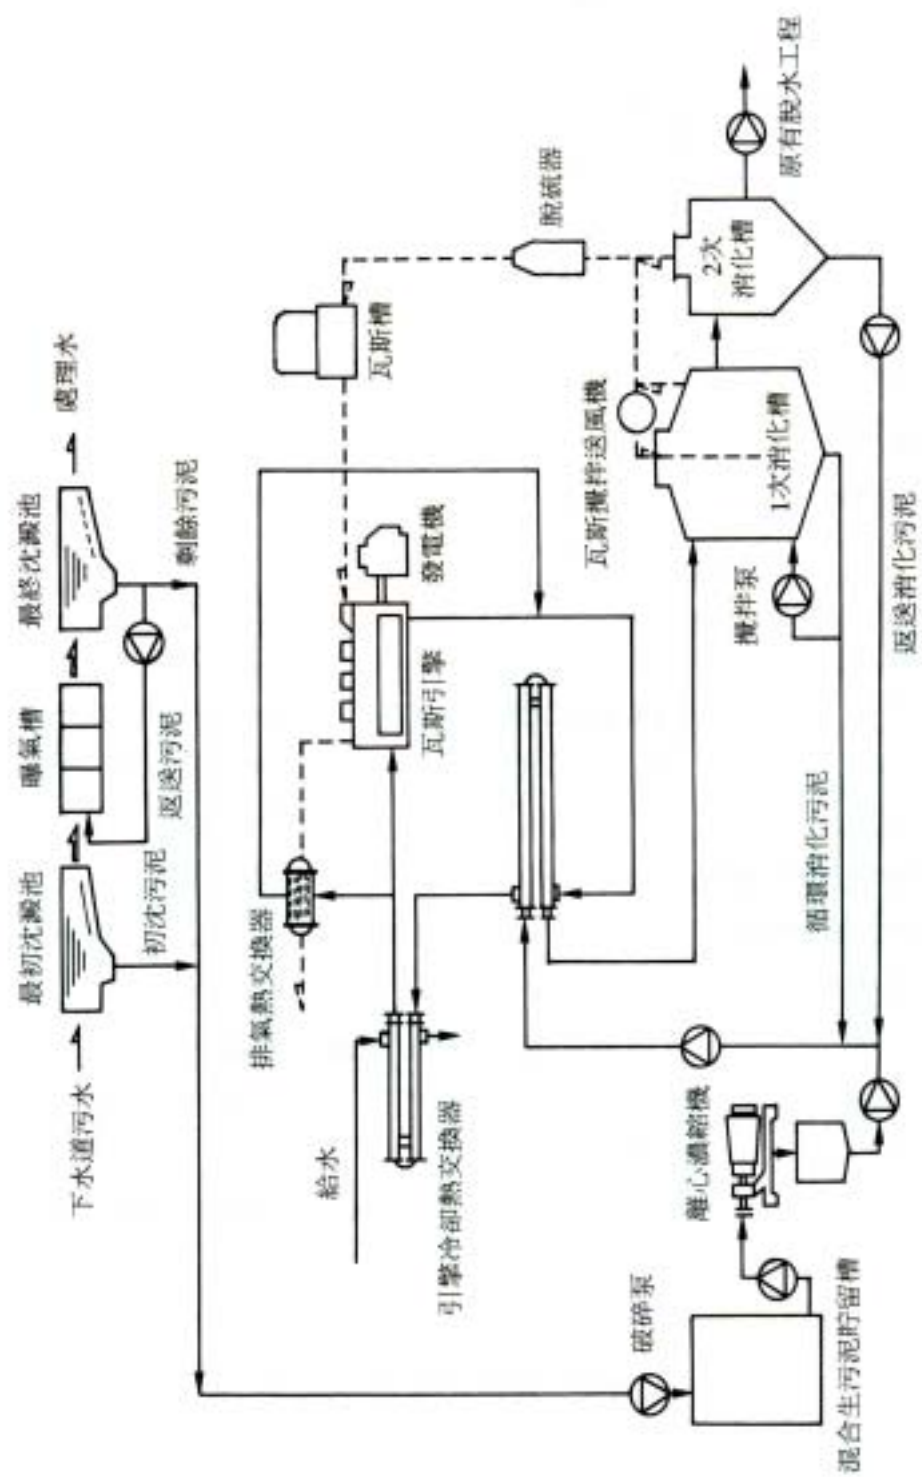 下水道污水
最初沈澱池
曝氣槽
最終沈澱池
處理水
初沈污泥
返送污泥
剩餘污泥
排氣熱交換器
給水
引擎冷卻熱交換器
瓦斯引擎
發電機
瓦斯槽
脫硫器
瓦斯攪拌送風機
2次
消化槽
1次消化槽
攪拌泵
原有脫水工程
循環消化污泥
返送消化污泥
離心濃縮機
破碎泵
混合生污泥貯留槽